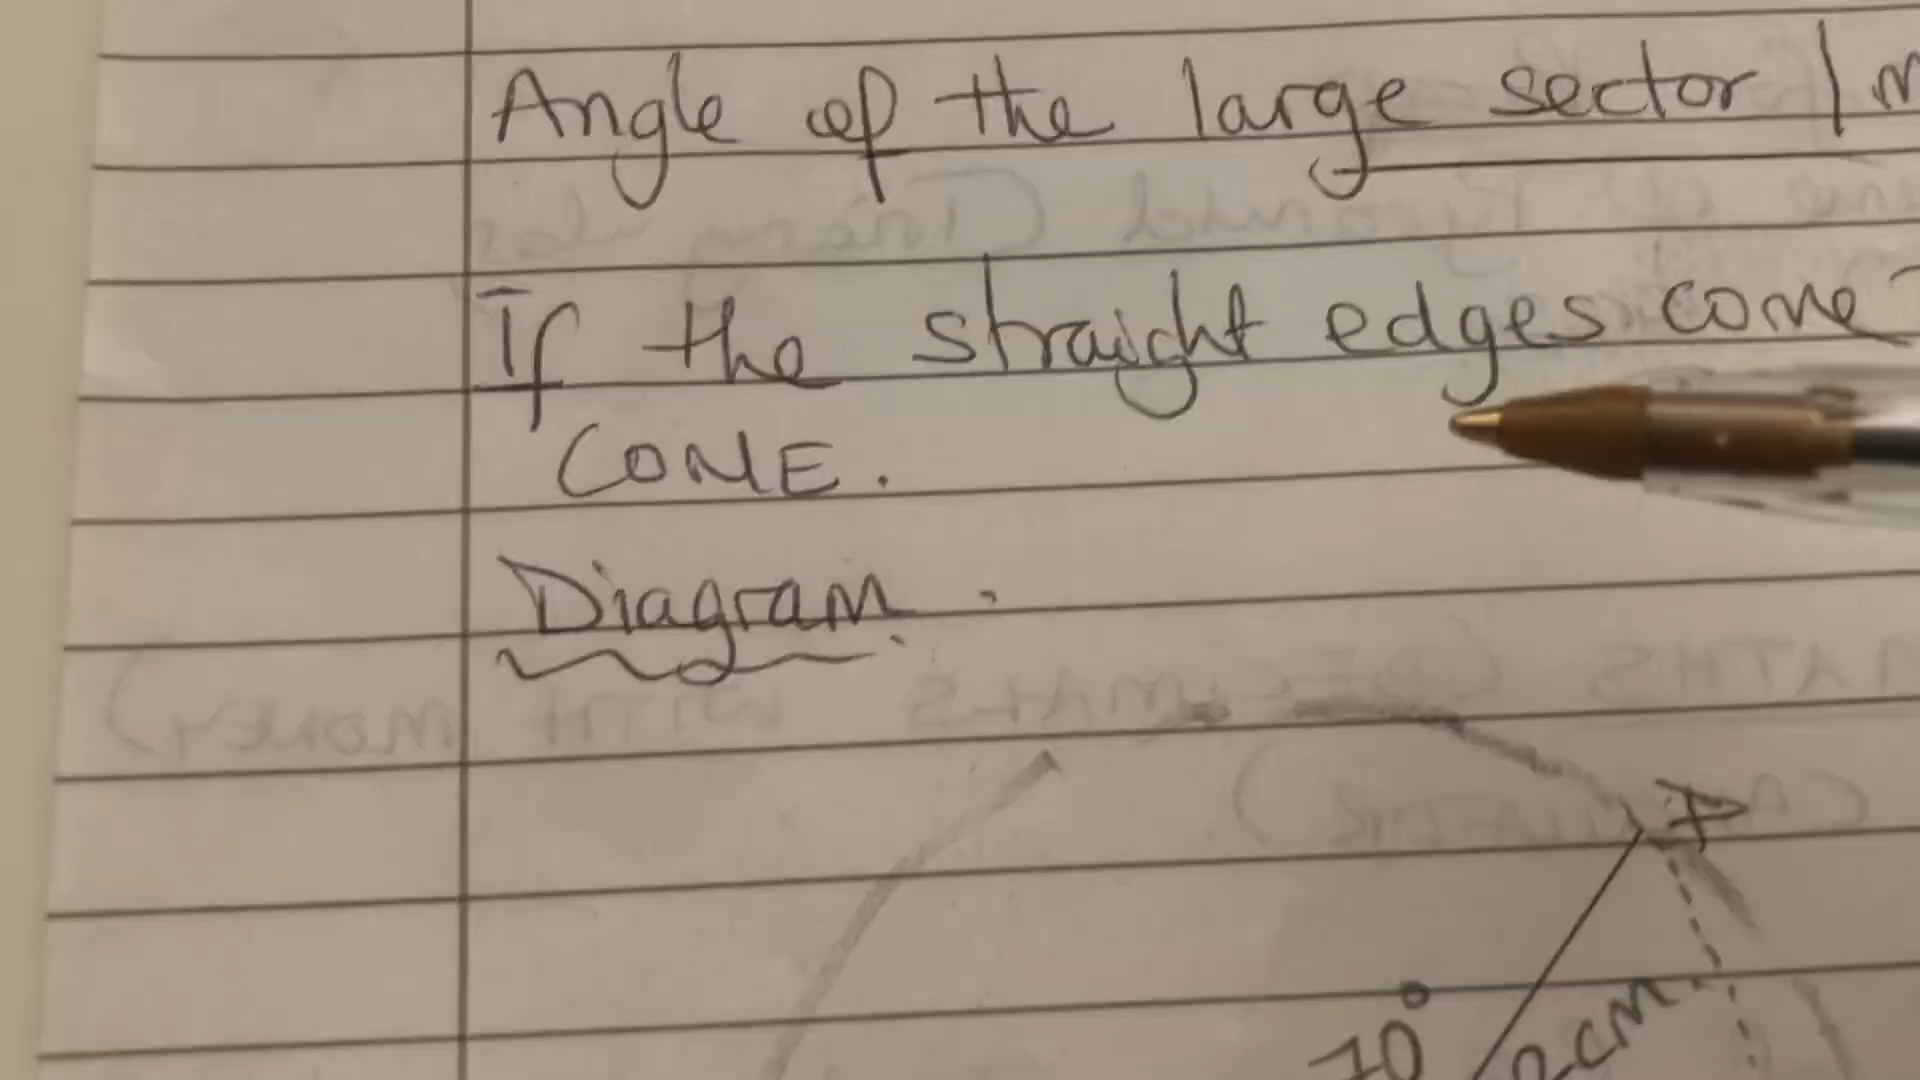 Angle of the large sector / m
If the straight edges come
CONE.
Diagram.
70°
2cm